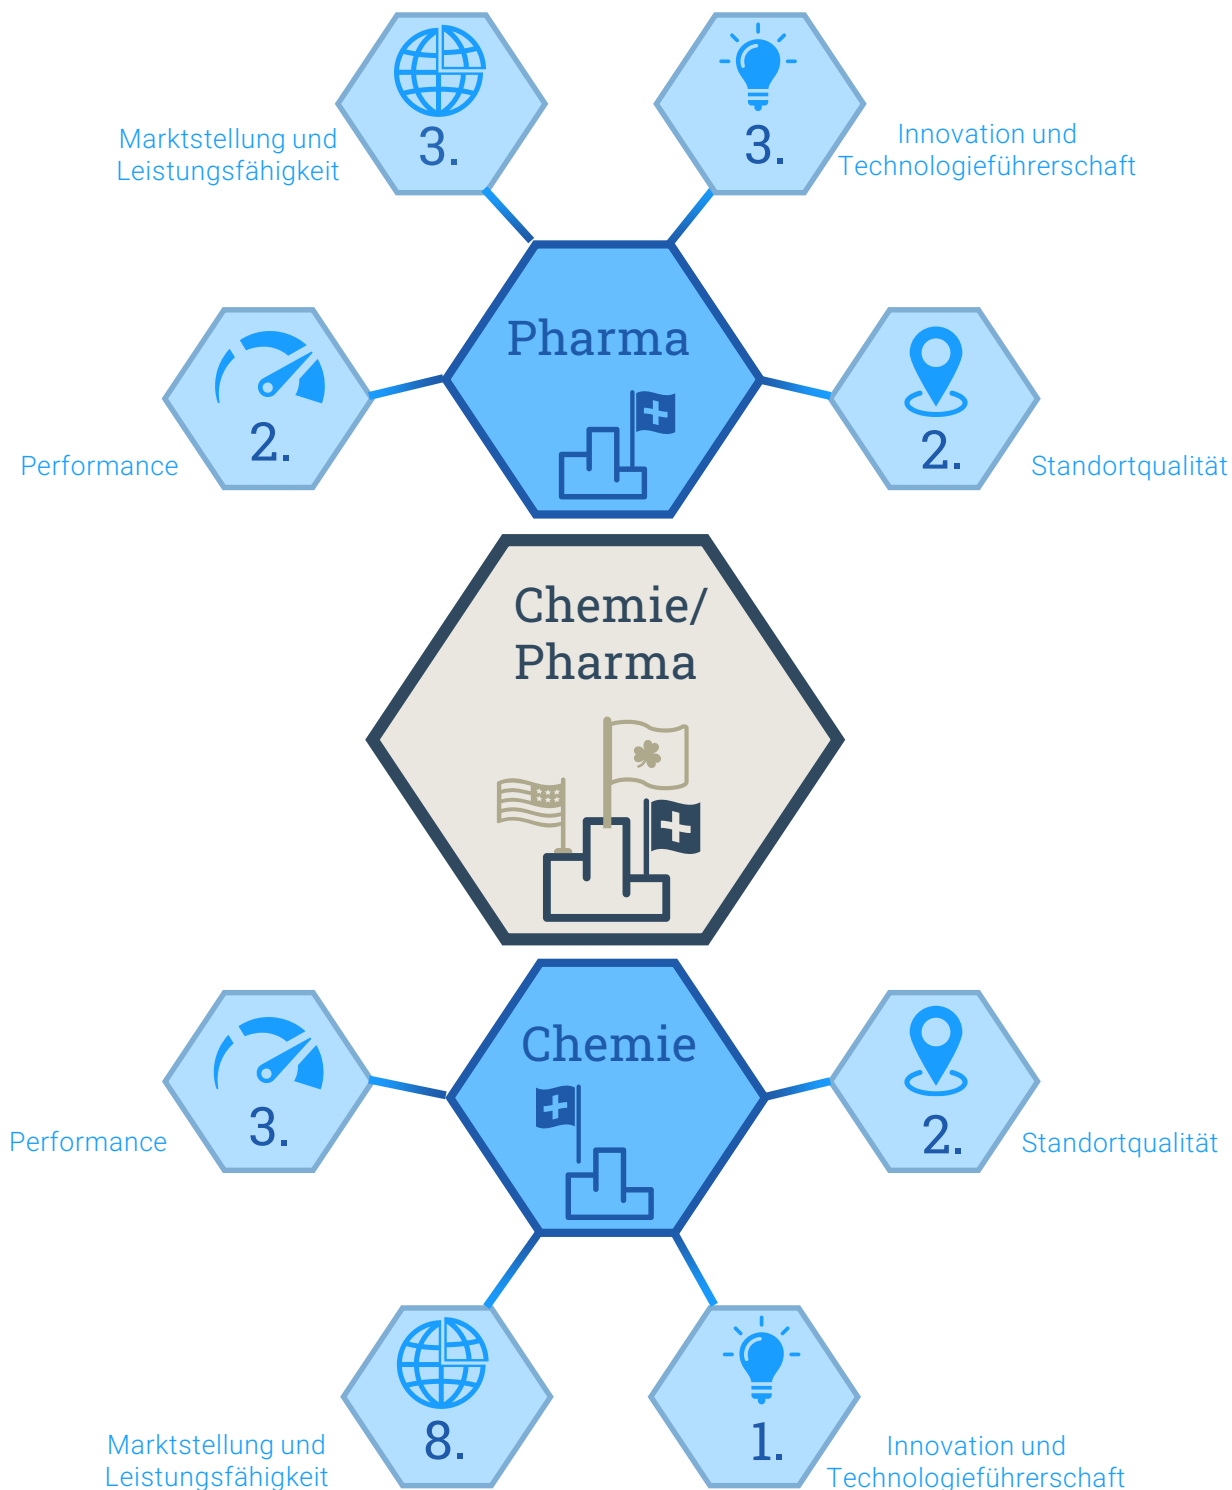 3.
3.
Marktstellung und
Leistungsfähigkeit
Innovation und
Technologieführerschaft
Pharma
2.
2.
Performance
Standortqualität
Chemie/
Pharma
Chemie
3.
2.
Performance
Standortqualität
8.
1.
Marktstellung und
Leistungsfähigkeit
Innovation und
Technologieführerschaft